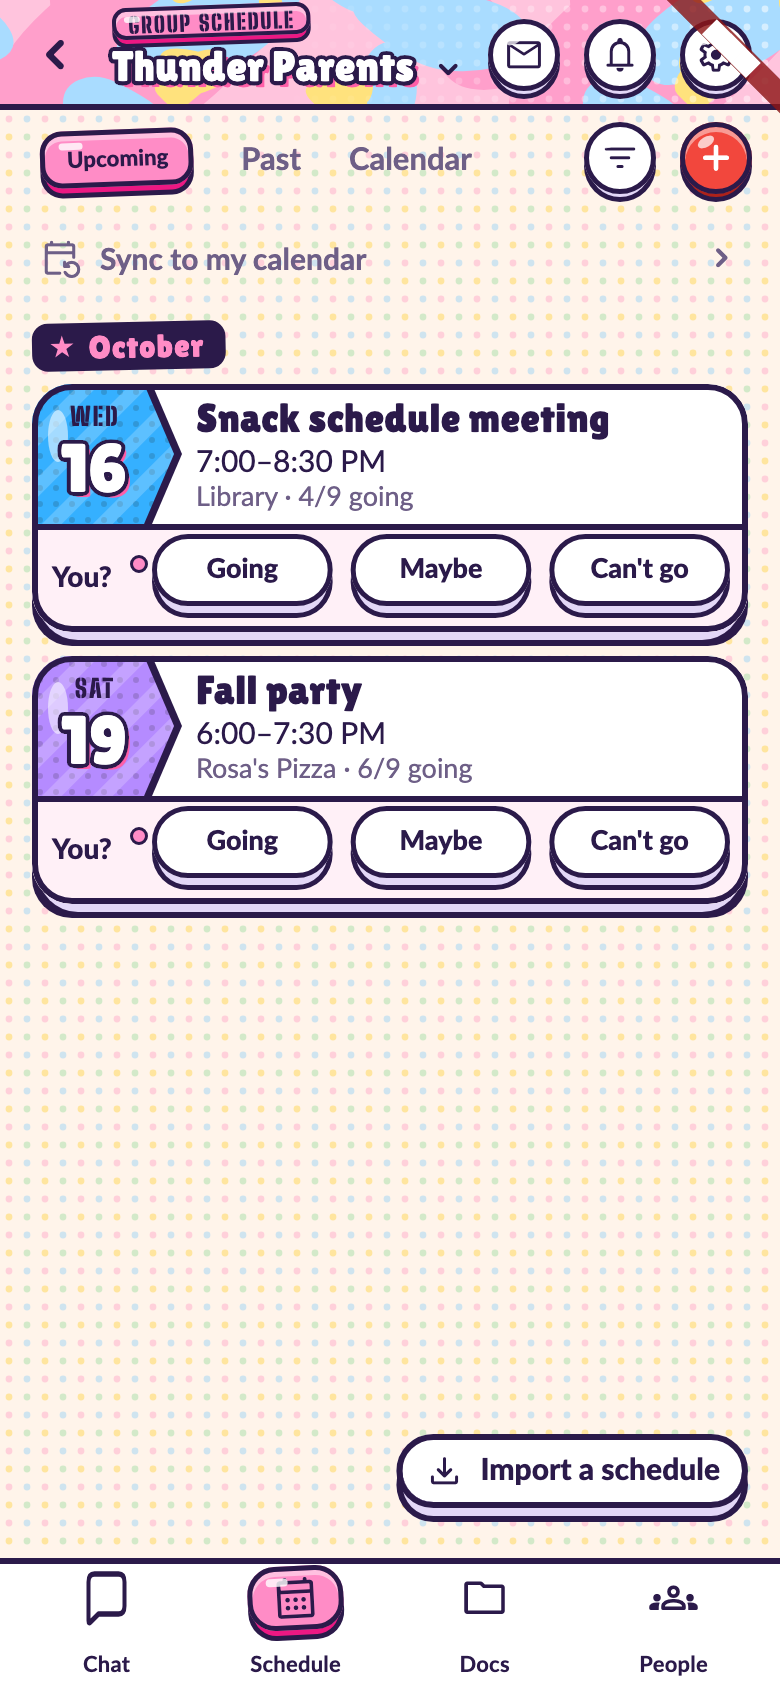 GROUP SCHEDULE
Thunder Parents
Upcoming
Past
Calendar
Sync to my calendar
★ October
WED
16
Snack schedule meeting
7:00–8:30 PM
Library · 4/9 going
You?
Going
Maybe
Can't go
SAT
19
Fall party
6:00–7:30 PM
Rosa's Pizza · 6/9 going
You?
Going
Maybe
Can't go
Import a schedule
Chat
Schedule
Docs
People